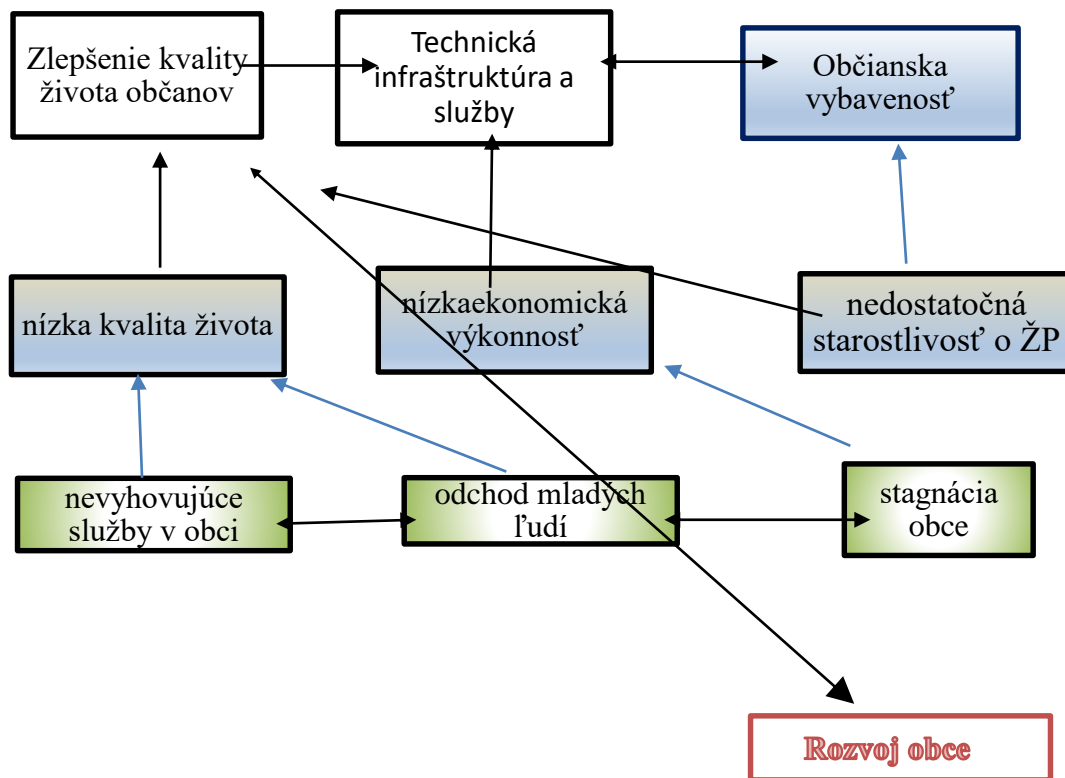 Zlepšenie kvality
života občanov
Technická
infraštruktúra a
služby
Občianska
vybavenosť
nízka kvalita života
nízkaekonomická
výkonnosť
nedostatočná
starostlivosť o ŽP
nevyhovujúce
služby v obci
odchod mladých
ľudí
stagnácia
obce
Rozvoj obce